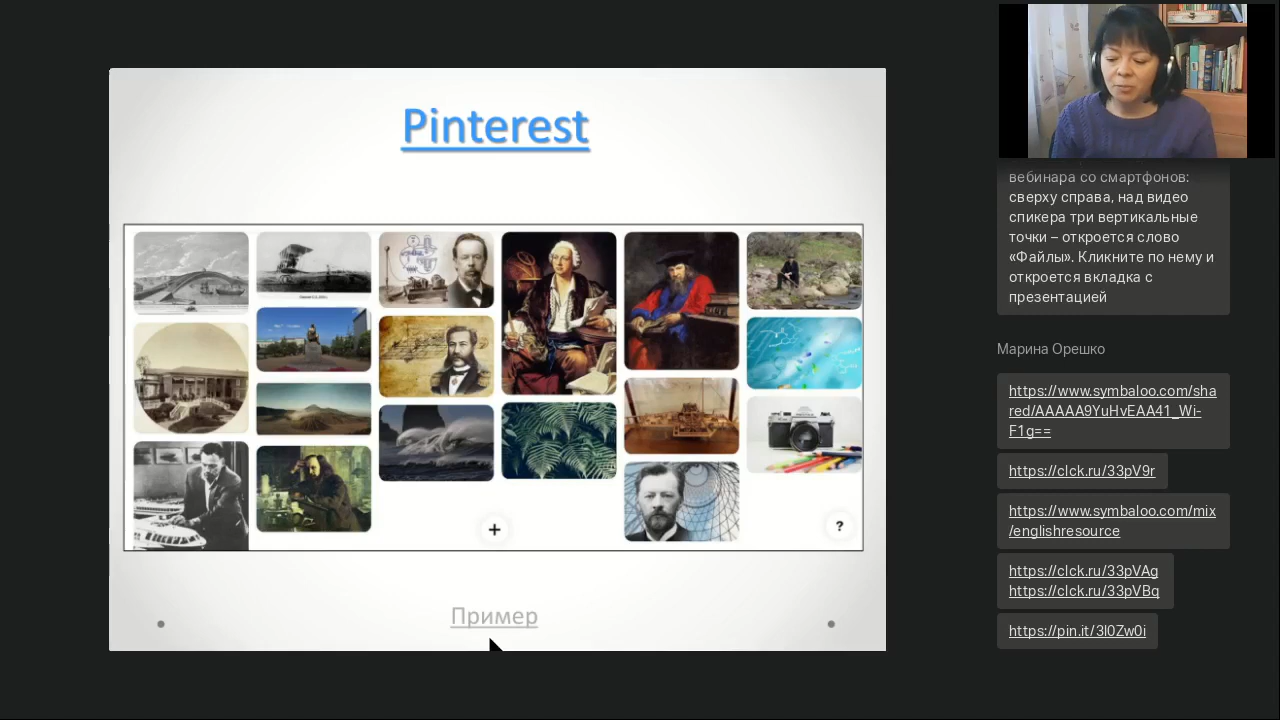 Pinterest
Пример
вебинара со смартфонов:
сверху справа, над видео
спикера три вертикальные
точки – откроется слово
«Файлы». Кликните по нему и
откроется вкладка с
презентацией
Марина Орешко
https://www.symbaloo.com/sha
red/AAAAA9YuHvEAA41_Wi-
F1g==
https://clck.ru/33pV9r
https://www.symbaloo.com/mix
/englishresource
https://clck.ru/33pVAg
https://clck.ru/33pVBq
https://pin.it/3l0Zw0i